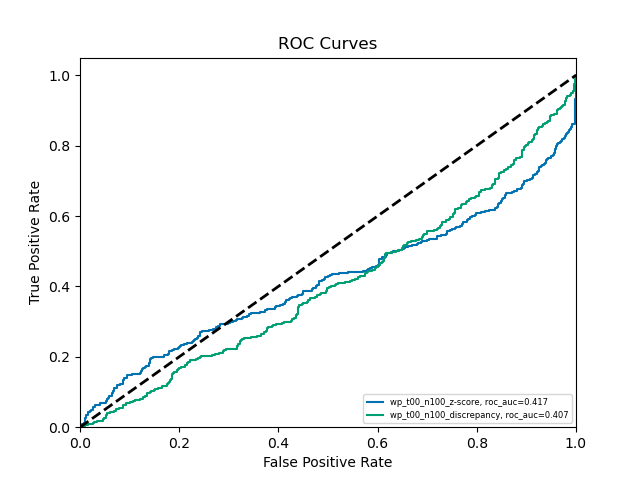 ROC Curves
True Positive Rate
1.0
0.8
0.6
0.4
0.2
0.0
0.0 0.2 0.4 0.6 0.8 1.0
False Positive Rate
wp_t00_n100_z-score, roc_auc=0.417
wp_t00_n100_discrepancy, roc_auc=0.407